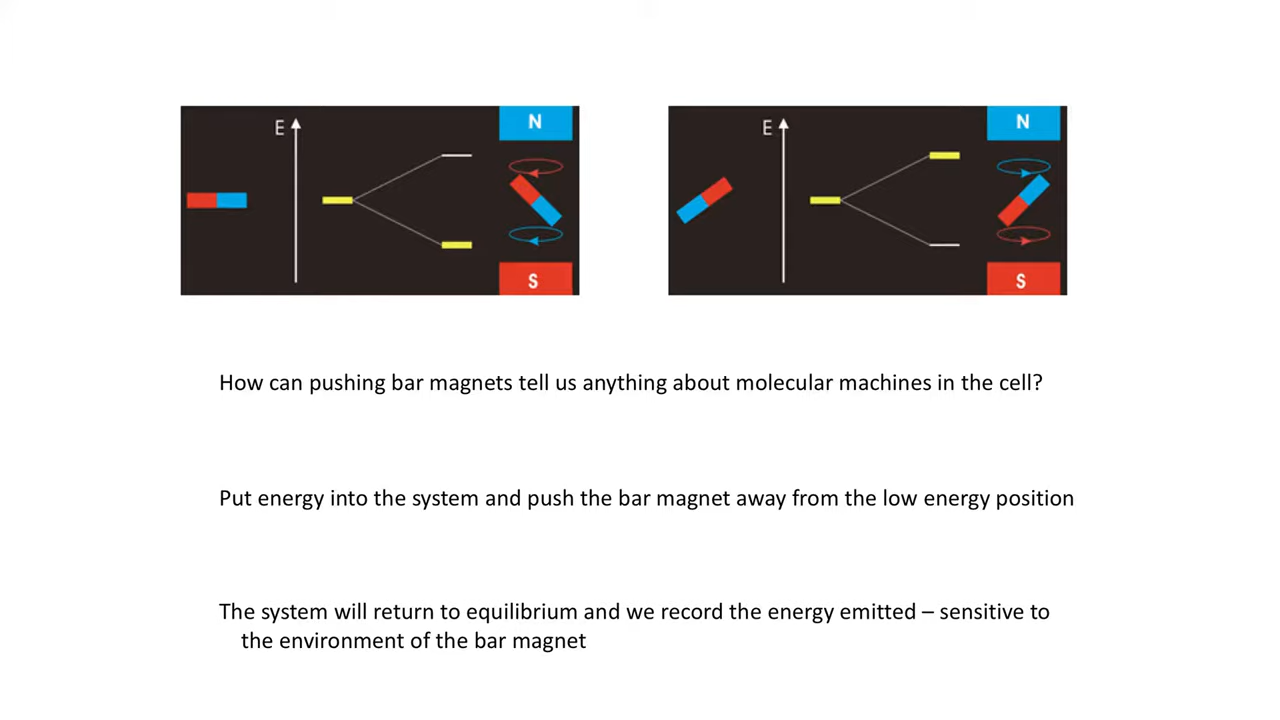 E
N
S
E
N
S
How can pushing bar magnets tell us anything about molecular machines in the cell?
Put energy into the system and push the bar magnet away from the low energy position
The system will return to equilibrium and we record the energy emitted – sensitive to
the environment of the bar magnet